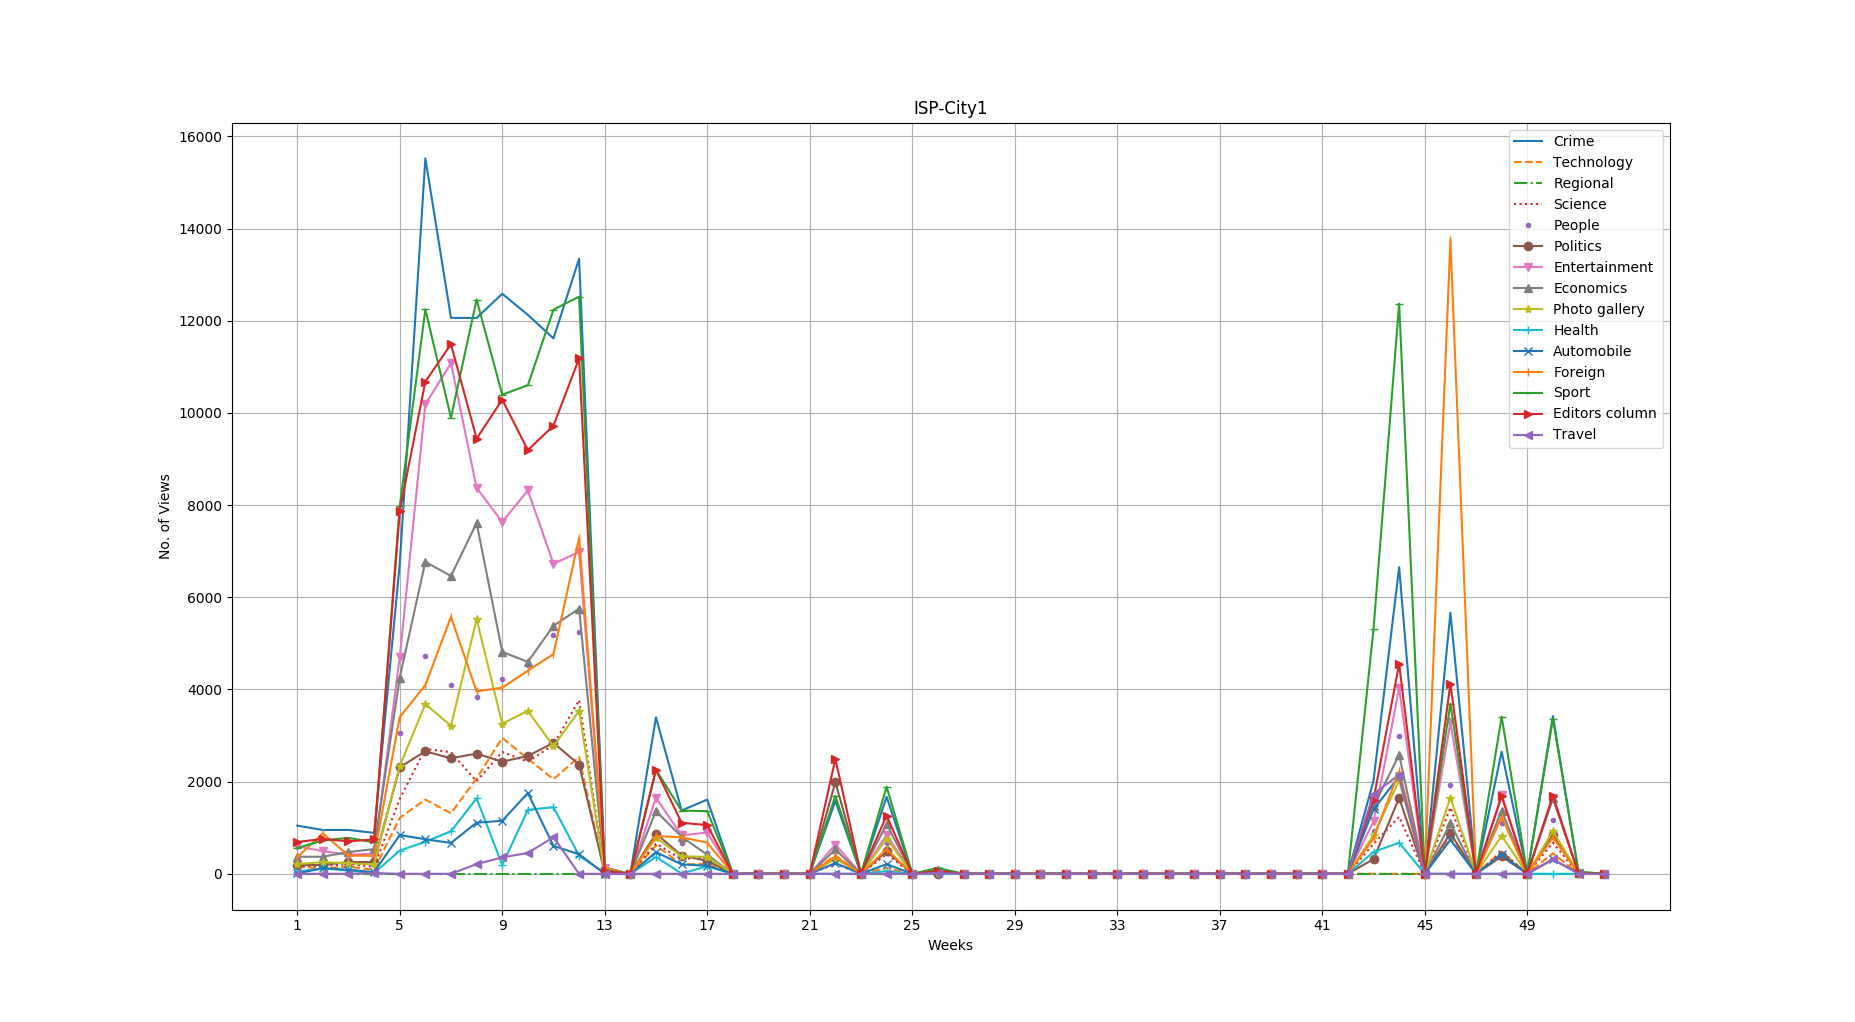 ISP-City1
16000
14000
12000
10000
8000
6000
4000
2000
0
No. of Views
1 5 9 13 17 21 25 29 33 37 41 45 49
Weeks
Crime
Technology
Regional
Science
People
Politics
Entertainment
Economics
Photo gallery
Health
Automobile
Foreign
Sport
Editors column
Travel